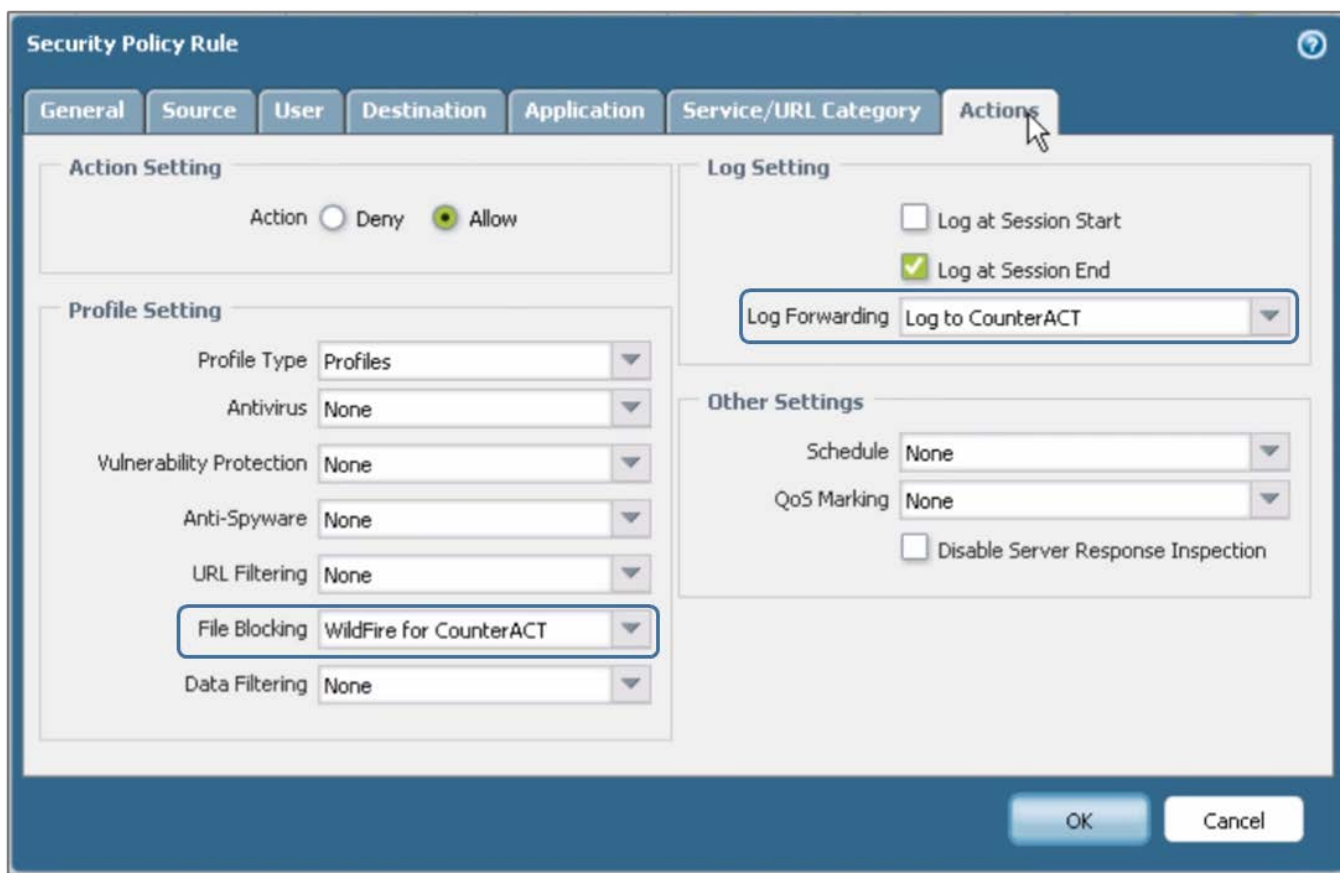 Security Policy Rule
General Source User Destination Application Service/URL Category Actions
Action Setting
Action Deny Allow
Profile Setting
Profile Type Profiles
Antivirus None
Vulnerability Protection None
Anti-Spyware None
URL Filtering None
File Blocking WildFire for CounterACT
Data Filtering None
Log Setting
Log at Session Start
Log at Session End
Log Forwarding Log to CounterACT
Other Settings
Schedule None
QoS Marking None
Disable Server Response Inspection
OK Cancel